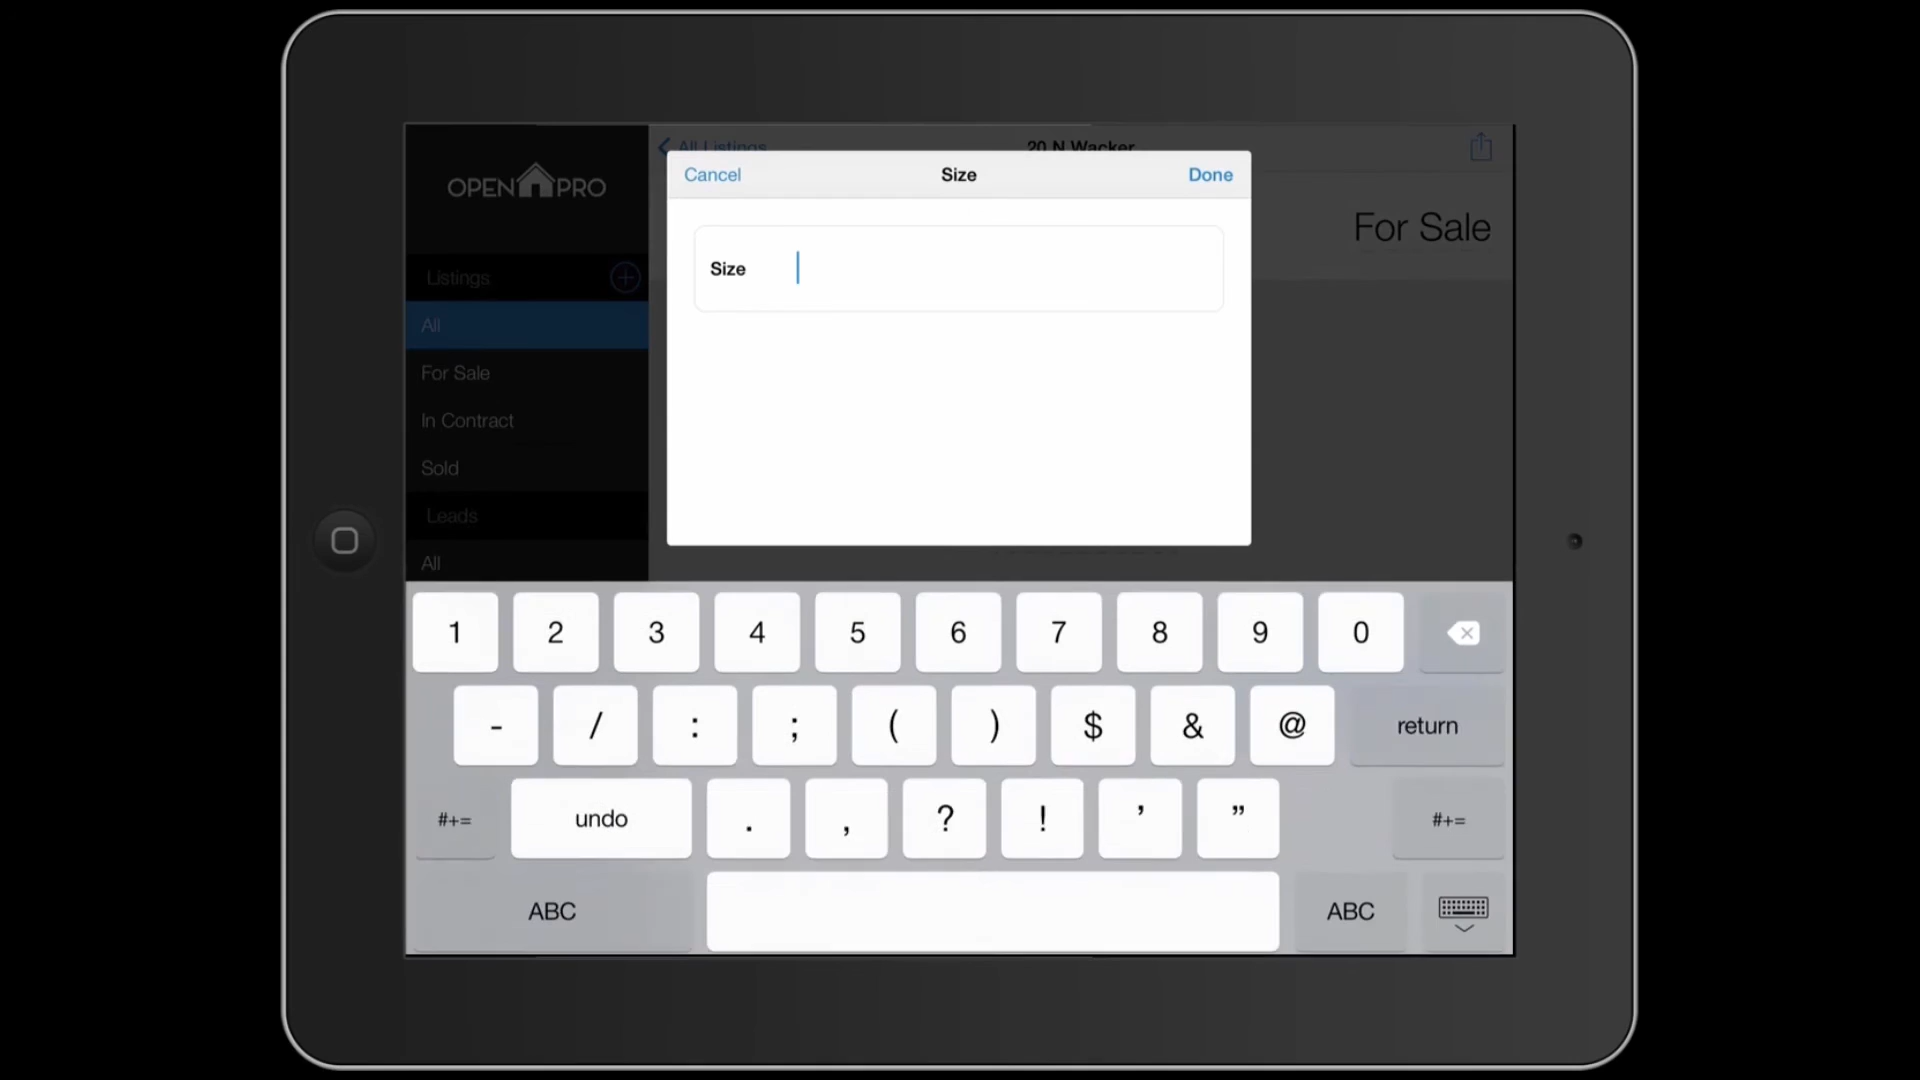 All Listings
20 N Wacker
OPEN PRO
Cancel
Size
Done
For Sale
Size
Listings
All
For Sale
In Contract
Sold
Leads
All
1 2 3 4 5 6 7 8 9 0
- / : ; ( ) $ & @ return
#+= undo . , ? ! ’ ” #+=
ABC ABC